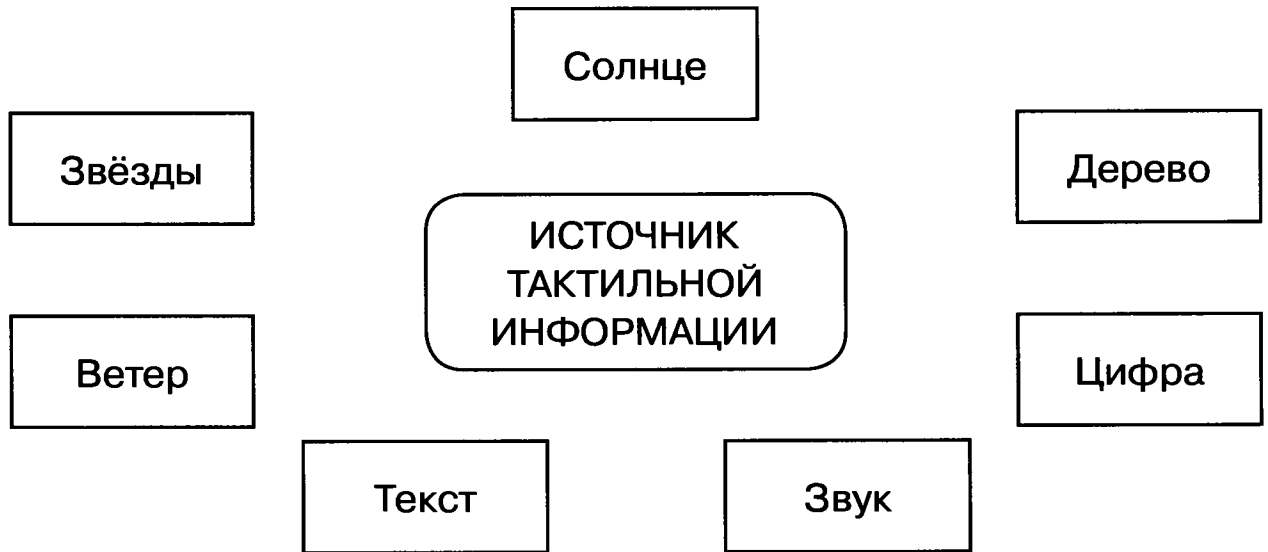 Солнце
Звёзды
Дерево
ИСТОЧНИК
ТАКТИЛЬНОЙ
ИНФОРМАЦИИ
Ветер
Цифра
Текст
Звук